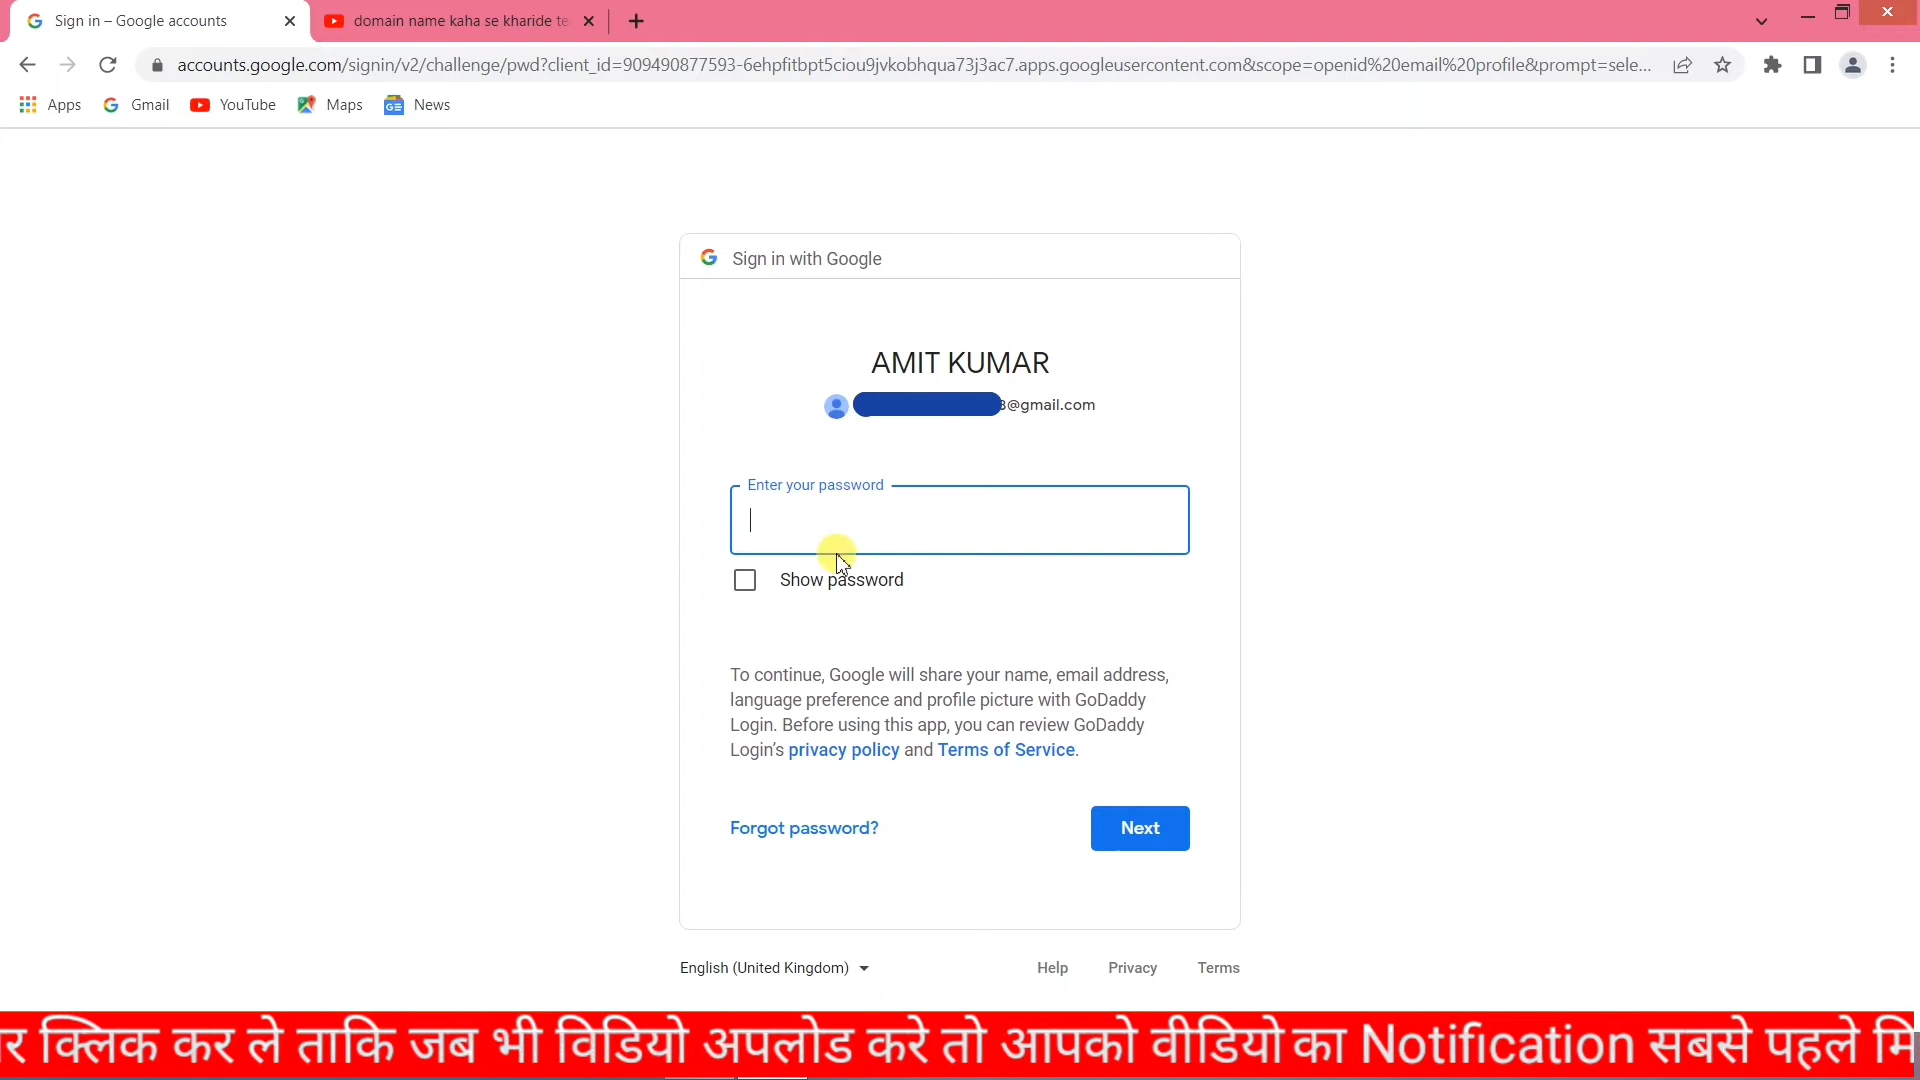 Sign in – Google accounts
domain name kaha se kharide
accounts.google.com/signin/v2/challenge/pwd?client_id=909490877593-6ehpfitbpt5ciou9jvkobhqua73j3ac7.apps.googleusercontent.com&scope=openid%20email%20profile&prompt=sele...
Apps Gmail YouTube Maps News
Sign in with Google
AMIT KUMAR
@gmail.com
Enter your password
Show password
To continue, Google will share your name, email address,
language preference and profile picture with GoDaddy
Login. Before using this app, you can review GoDaddy
Login's privacy policy and Terms of Service.
Forgot password?
Next
English (United Kingdom)
Help Privacy Terms
क्लिक कर ले ताकि जब भी विडियो अपलोड करे तो आपको वीडियो का Notification सबसे पहले